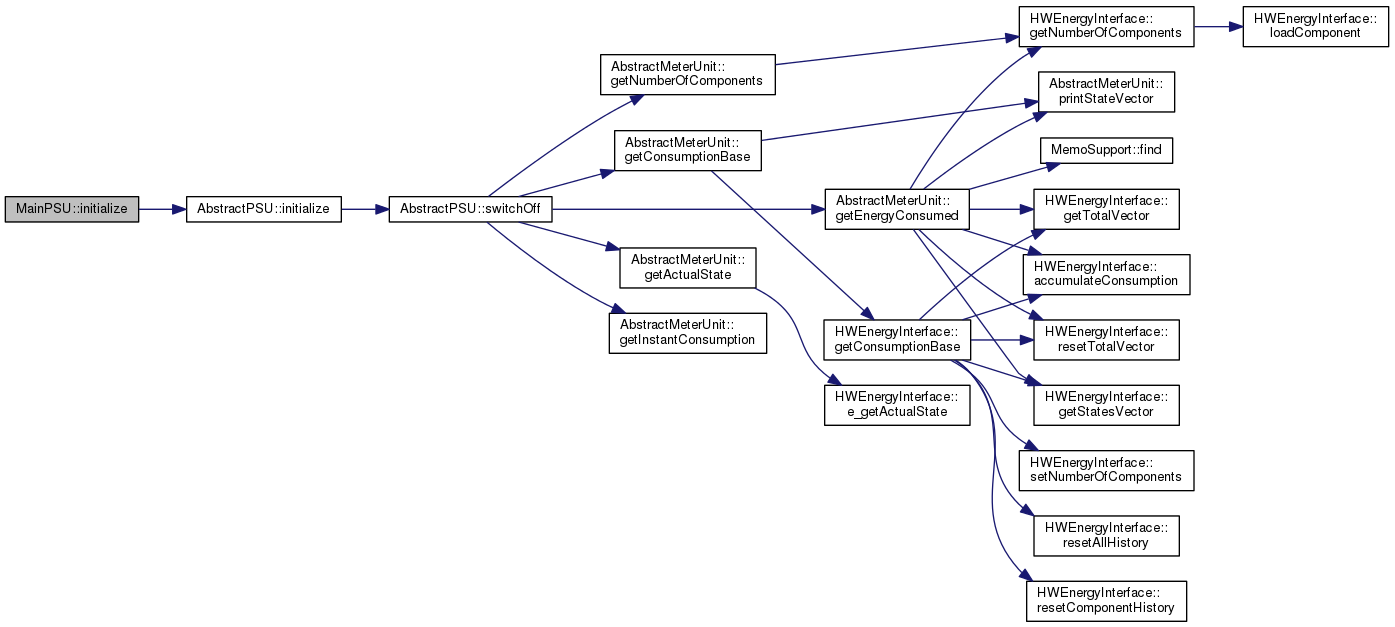 MainPSU::initialize
AbstractPSU::initialize
AbstractPSU::switchOff
AbstractMeterUnit::
getNumberOfComponents
AbstractMeterUnit::
getConsumptionBase
AbstractMeterUnit::
getActualState
AbstractMeterUnit::
getInstantConsumption
AbstractMeterUnit::
getEnergyConsumed
HWEnergyInterface::
getConsumptionBase
HWEnergyInterface::
e_getActualState
HWEnergyInterface::
getNumberOfComponents
AbstractMeterUnit::
printStateVector
MemoSupport::find
HWEnergyInterface::
getTotalVector
HWEnergyInterface::
accumulateConsumption
HWEnergyInterface::
resetTotalVector
HWEnergyInterface::
getStatesVector
HWEnergyInterface::
setNumberOfComponents
HWEnergyInterface::
resetAllHistory
HWEnergyInterface::
resetComponentHistory
HWEnergyInterface::
loadComponent